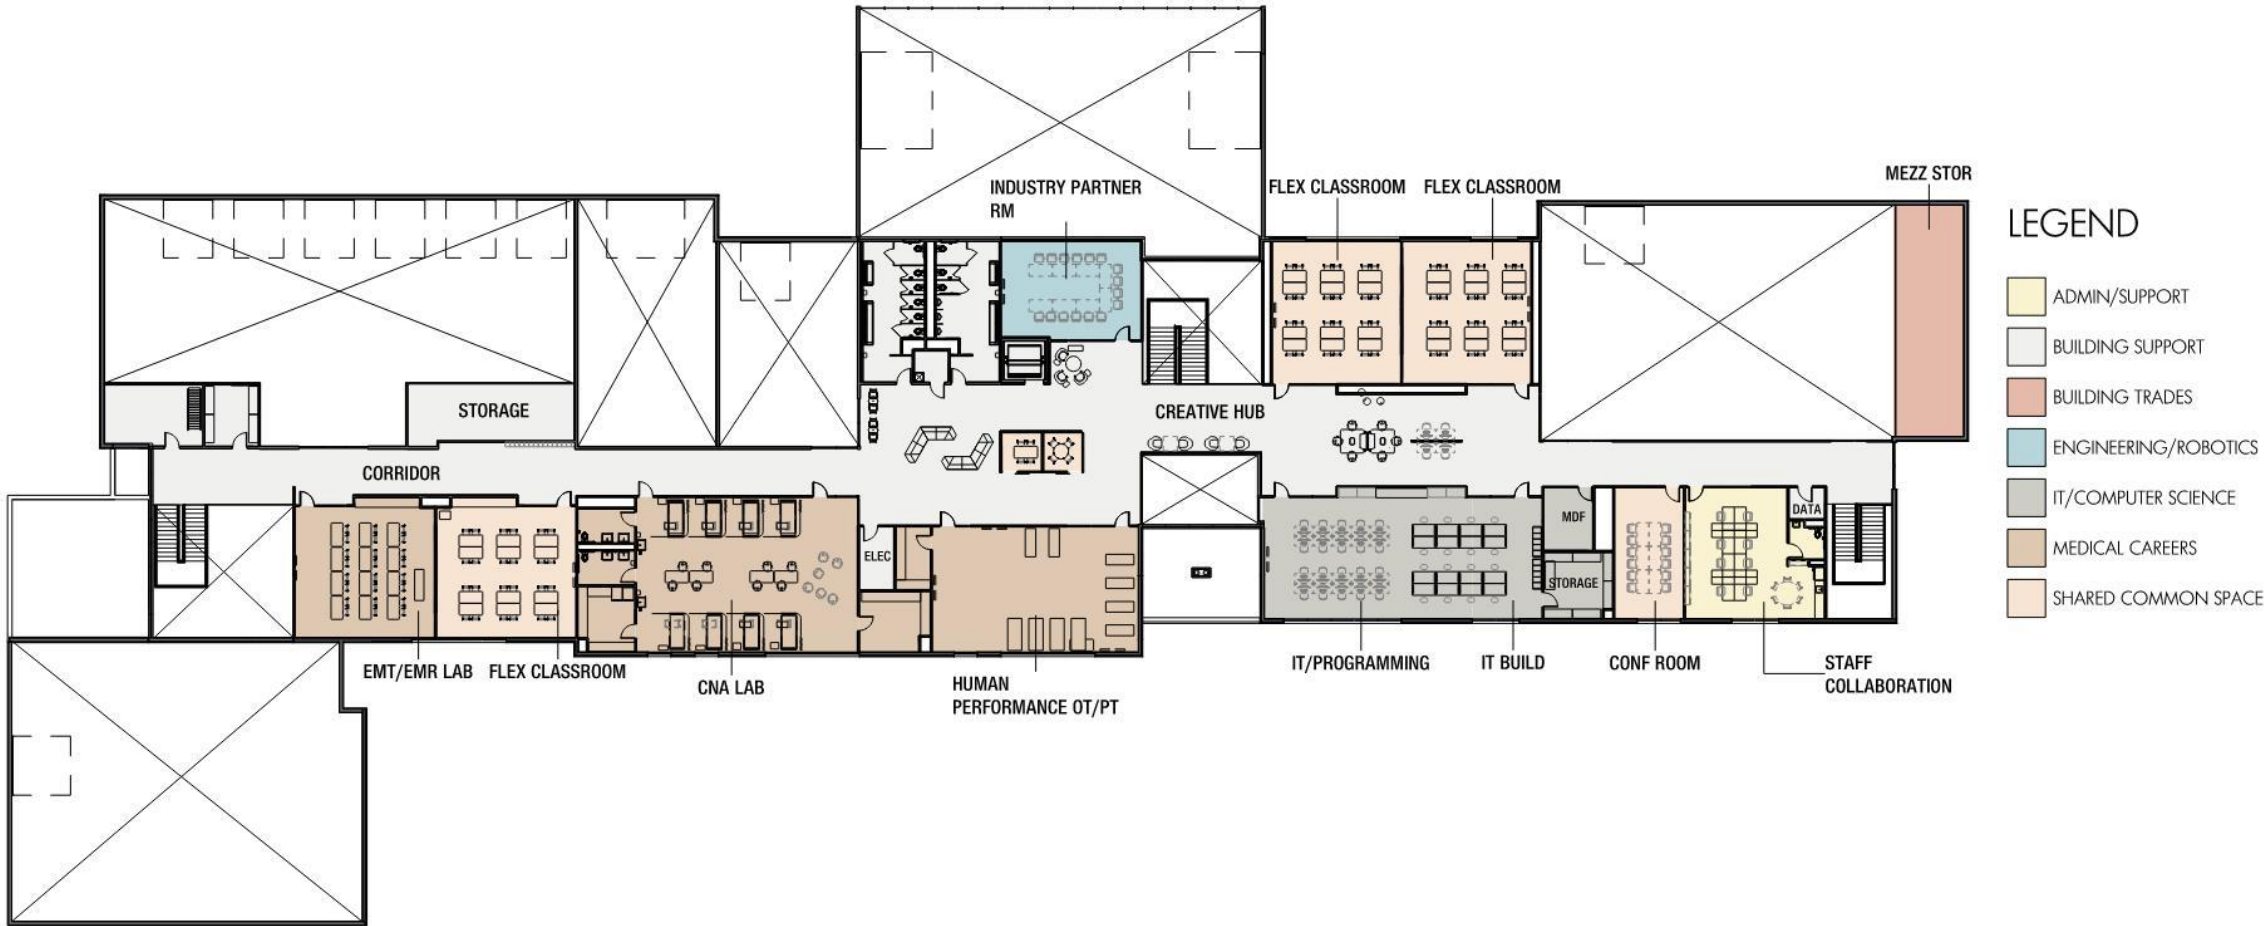 MEZZ STOR
INDUSTRY PARTNER
RM
FLEX CLASSROOM
FLEX CLASSROOM
STORAGE
CREATIVE HUB
CORRIDOR
ELEC
MDF
STORAGE
DATA
EMT/EMR LAB
FLEX CLASSROOM
CNA LAB
HUMAN
PERFORMANCE OT/PT
IT/PROGRAMMING
IT BUILD
CONF ROOM
STAFF
COLLABORATION
LEGEND
ADMIN/SUPPORT
BUILDING SUPPORT
BUILDING TRADES
ENGINEERING/ROBOTICS
IT/COMPUTER SCIENCE
MEDICAL CAREERS
SHARED COMMON SPACE